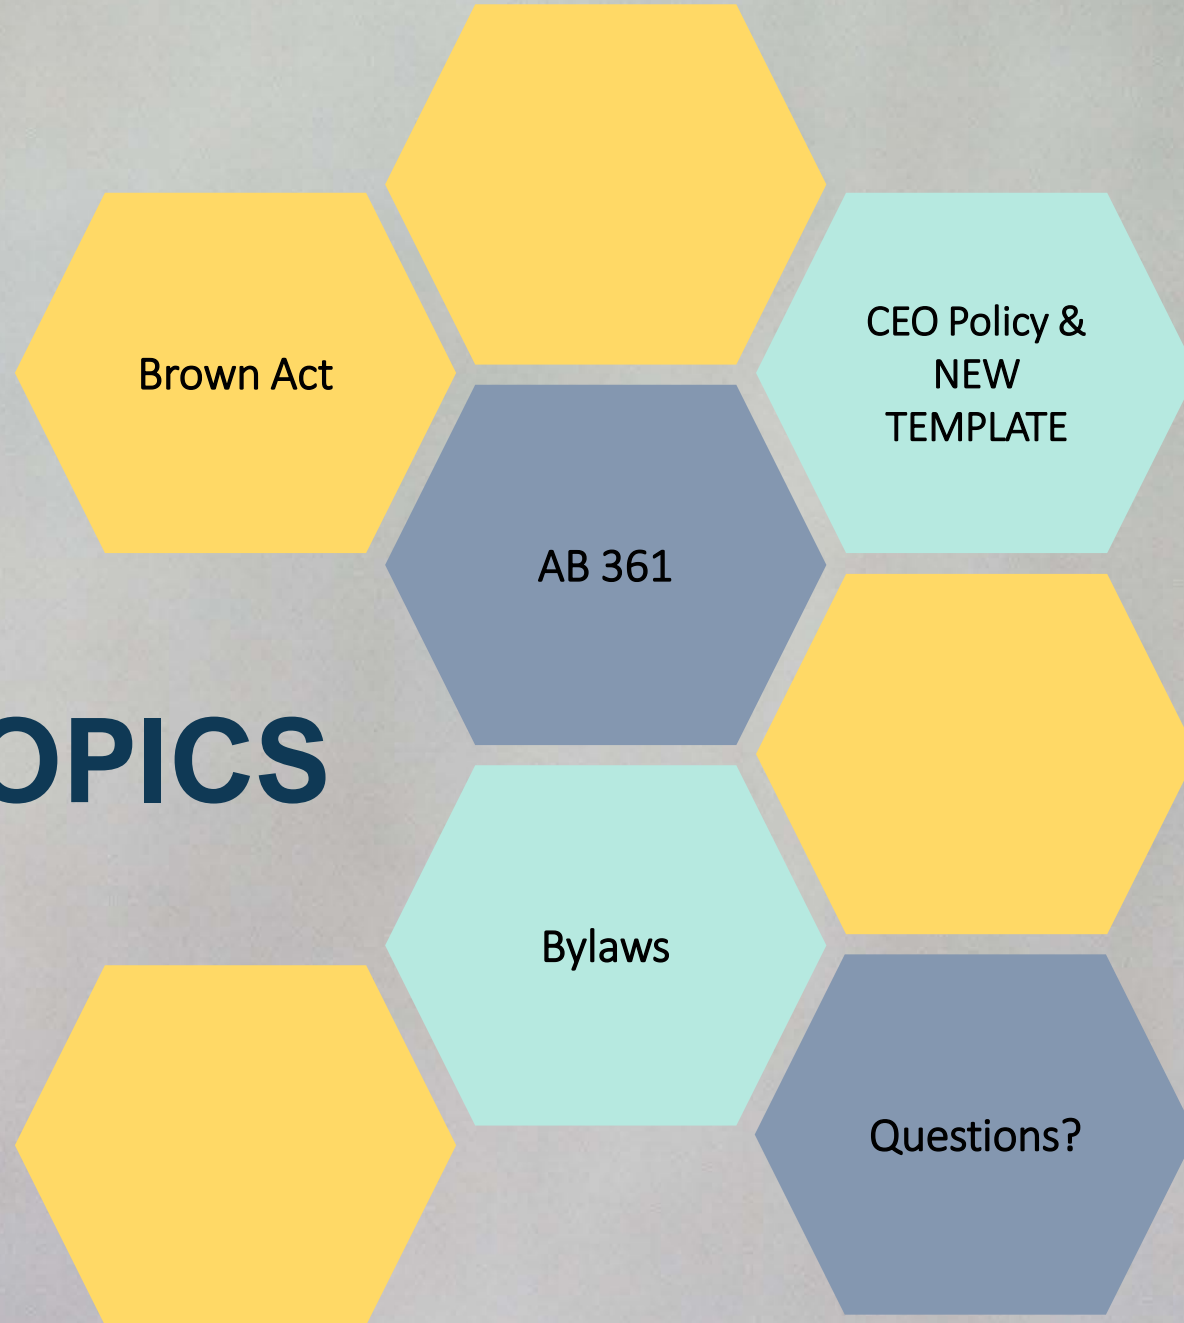 Brown Act
CEO Policy &
NEW
TEMPLATE
AB 361
OPICS
Bylaws
Questions?